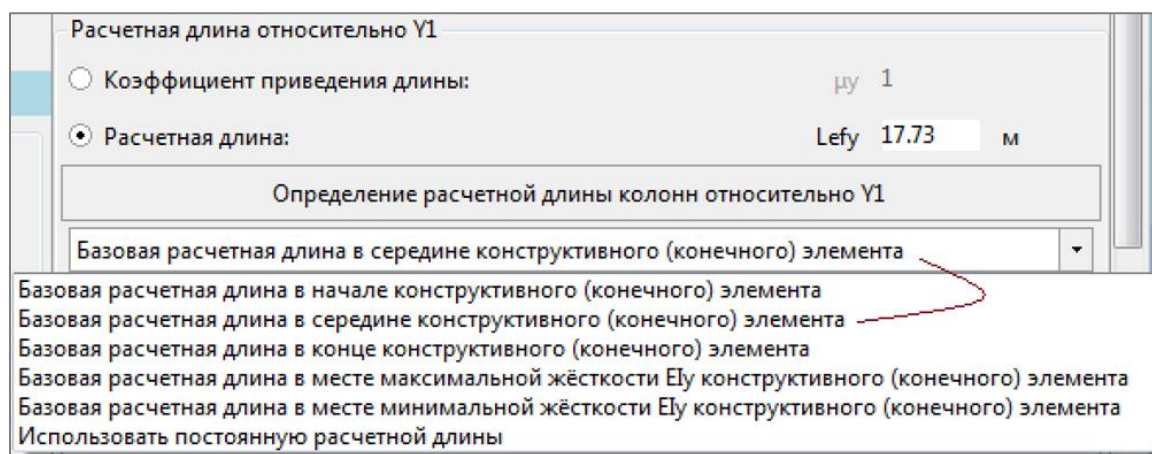 Расчетная длина относительно Y1
Коэффициент приведения длины: μy 1
Расчетная длина: Lefy 17.73 м
Определение расчетной длины колонн относительно Y1
Базовая расчетная длина в середине конструктивного (конечного) элемента
Базовая расчетная длина в начале конструктивного (конечного) элемента
Базовая расчетная длина в середине конструктивного (конечного) элемента
Базовая расчетная длина в конце конструктивного (конечного) элемента
Базовая расчетная длина в месте максимальной жёсткости EIy конструктивного (конечного) элемента
Базовая расчетная длина в месте минимальной жёсткости EIy конструктивного (конечного) элемента
Использовать постоянную расчетной длины